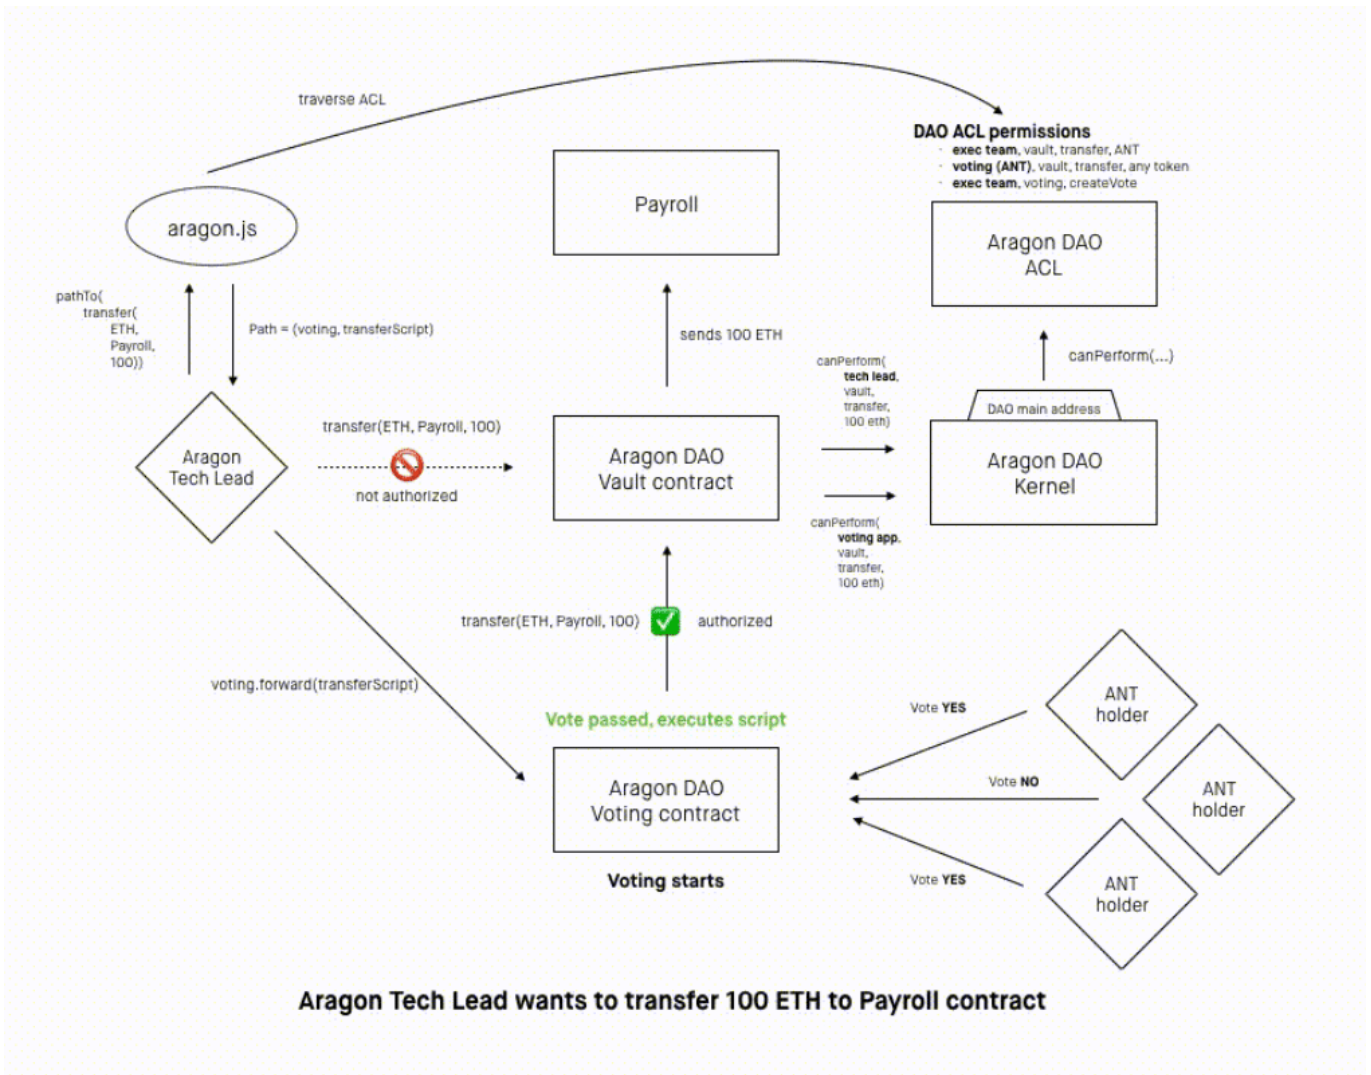 traverse ACL
DAO ACL permissions
· exec team, vault, transfer, ANT
· voting (ANT), vault, transfer, any token
· exec team, voting, createVote
aragon.js
Payroll
Aragon DAO
ACL
pathTo(
transfer(
ETH,
Payroll,
100))
Path = (voting, transferScript)
sends 100 ETH
canPerform(
tech lead,
vault,
transfer,
100 eth)
canPerform(...)
DAO main address
Aragon
Tech Lead
transfer(ETH, Payroll, 100)
not authorized
Aragon DAO
Vault contract
Aragon DAO
Kernel
canPerform(
voting app,
vault,
transfer,
100 eth)
transfer(ETH, Payroll, 100)
authorized
voting.forward(transferScript)
Vote passed, executes script
Aragon DAO
Voting contract
Voting starts
Vote YES
Vote NO
Vote YES
ANT
holder
ANT
holder
ANT
holder
Aragon Tech Lead wants to transfer 100 ETH to Payroll contract